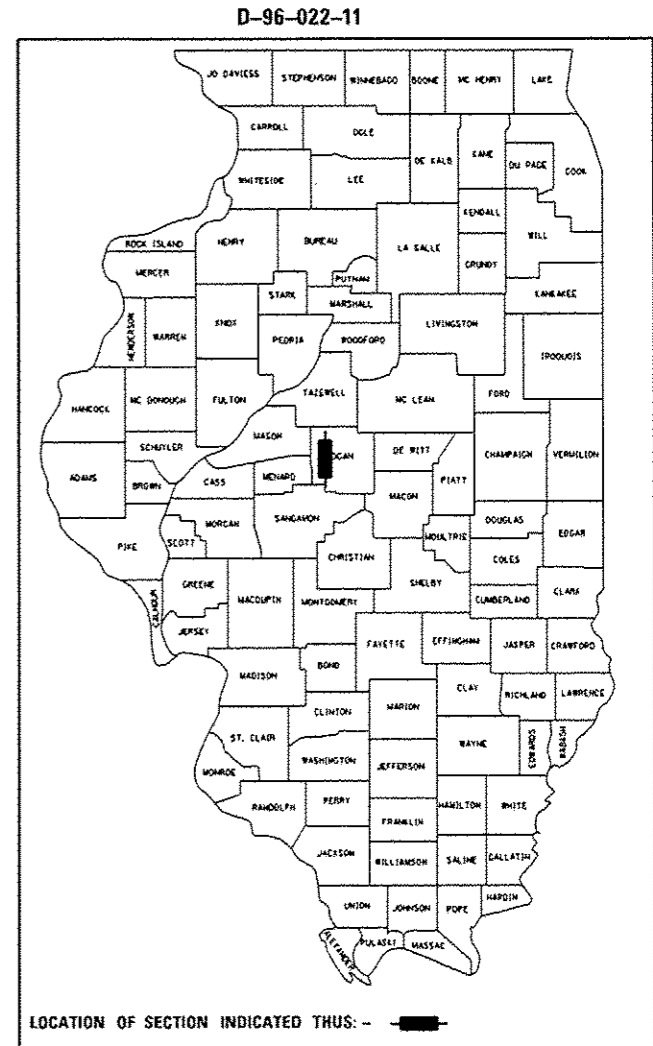 D-96-022-11
JO DAVIESS STEPHENSON WINNEBAGO BOONE MC HENRY LAKE
CARROLL OGLE DE KALB KANE DU PAGE COOK
WHITESIDE LEE
KENDALL WILL
ROCK ISLAND HENRY BUREAU LA SALLE GRUNDY
MERCER PUTNAM KANKAKEE
STARK MARSHALL
HENDERSON WARREN KNOX PEORIA WOODFORD LIVINGSTON IROQUOIS
HANCOCK MC DONOUGH FULTON TAZEWELL MC LEAN FORD
SCHUYLER MASON OGAN DE WITT CHAMPAIGN VERMILION
ADAMS BROWN CASS MENARD PIATT
MACON
PIKE SCOTT MORGAN SANGAMON MOULTRIE DOUGLAS EDGAR
CHRISTIAN COLES
CALHOUN GREENE MACOUPIN MONTGOMERY SHELBY CUMBERLAND CLARK
JERSEY FAYETTE EFFINGHAM JASPER CRAWFORD
MADISON BOND CLAY RICHLAND LAWRENCE
CLINTON MARION
ST. CLAIR WASHINGTON WAYNE EDWARDS WABASH
MONROE JEFFERSON
RANDOLPH PERRY HAMILTON WHITE
FRANKLIN
JACKSON WILLIAMSON SALINE GALLATIN
UNION JOHNSON POPE HARDIN
ALEXANDER PULASKI MASSAC
LOCATION OF SECTION INDICATED THUS: -